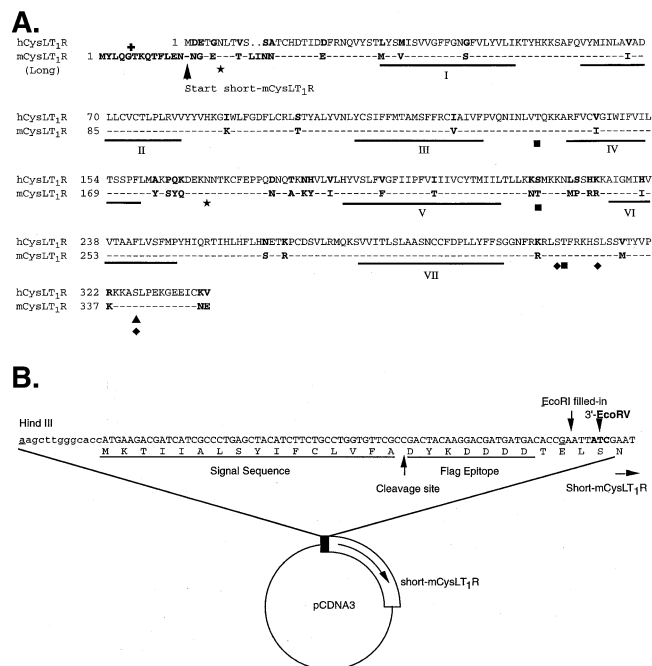 A.
hCysLT1R 1 MDETGNLTVS..SATCHDTIDDFRNQVYSTLYSMISVVGFFGNGFVLYVLIKTYHKKSAFQVYMINLAVAD
mCysLT1R 1 MYLQGTKQTFLEN-NG-E--T-LINN------E-------M--V-----S------------------------I--
(Long)
I
Start short-mCysLT1R
hCysLT1R 70 LLCVCTLPLRVVYYVHKGIWLFGDFLCRLSTYALYVNLYCSIFFMTAMSFFRCIAIVFPVQNINLVTQKKARFVCVGIWIFVIL
mCysLT1R 85 -----------------K----------T----------------------V---------------------I--------
II III IV
hCysLT1R 154 TSSPFLMAKPQKDEKNNTKCFEPPQDNQTKNHVLVLHYVSLFVGFIIPFVIIIVCYTMIILTLLKKSMKKNLSSHKKAIGMIMV
mCysLT1R 169 -------Y-SYQ-------------N--A-KY-I------F------T--------------NT----MP-RR------I-
V VI
hCysLT1R 238 VTAAFLVSFMPYHIQRTIHLHFLHNETKPCDSVLRMQKSVVITLSLAASNCCFDPLLYFFSGGNFRKRLSTFRKHSLSSVTYVP
mCysLT1R 253 ------------------------S--R--------------------------------------R-----------M----
VII
hCysLT1R 322 RKKASLPEKGEEICKV
mCysLT1R 337 K-------------NE
B.
EcoRI filled-in
Hind III 3'-EcoRV
aagcttgggcaccATGAAGACGATCATCGCCCTGAGCTACATCTTCTGCCTGGTGTTCGCCGACTACAAGGACGATGATGACACCGAATTATCGAAT
M K T I I A L S Y I F C L V F A D Y K D D D D T E L S N
Signal Sequence Flag Epitope
Cleavage site Short-mCysLT1R
short-mCysLT1R
pCDNA3